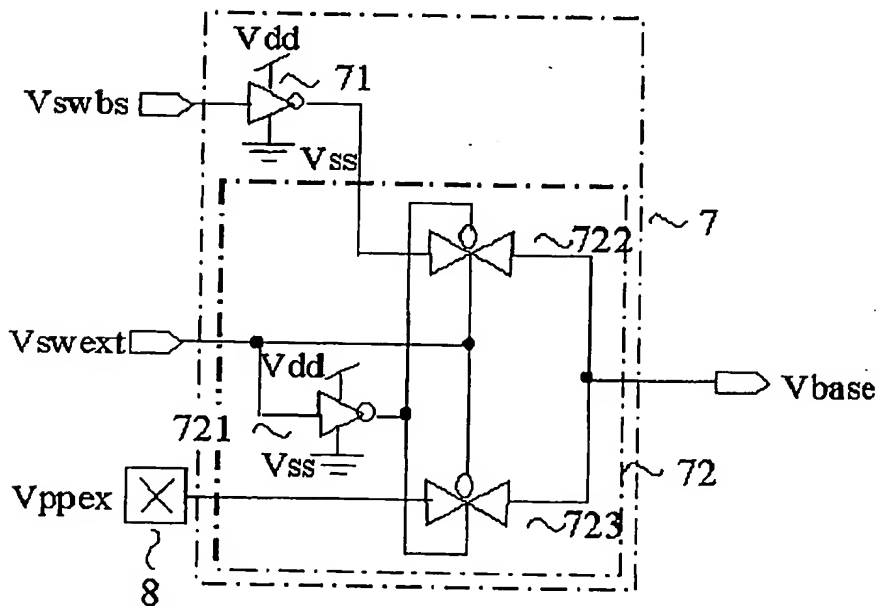 Vdd
71
Vswbs
Vss
7
722
Vswext
Vdd
Vbase
721
Vss
72
Vppex
723
8